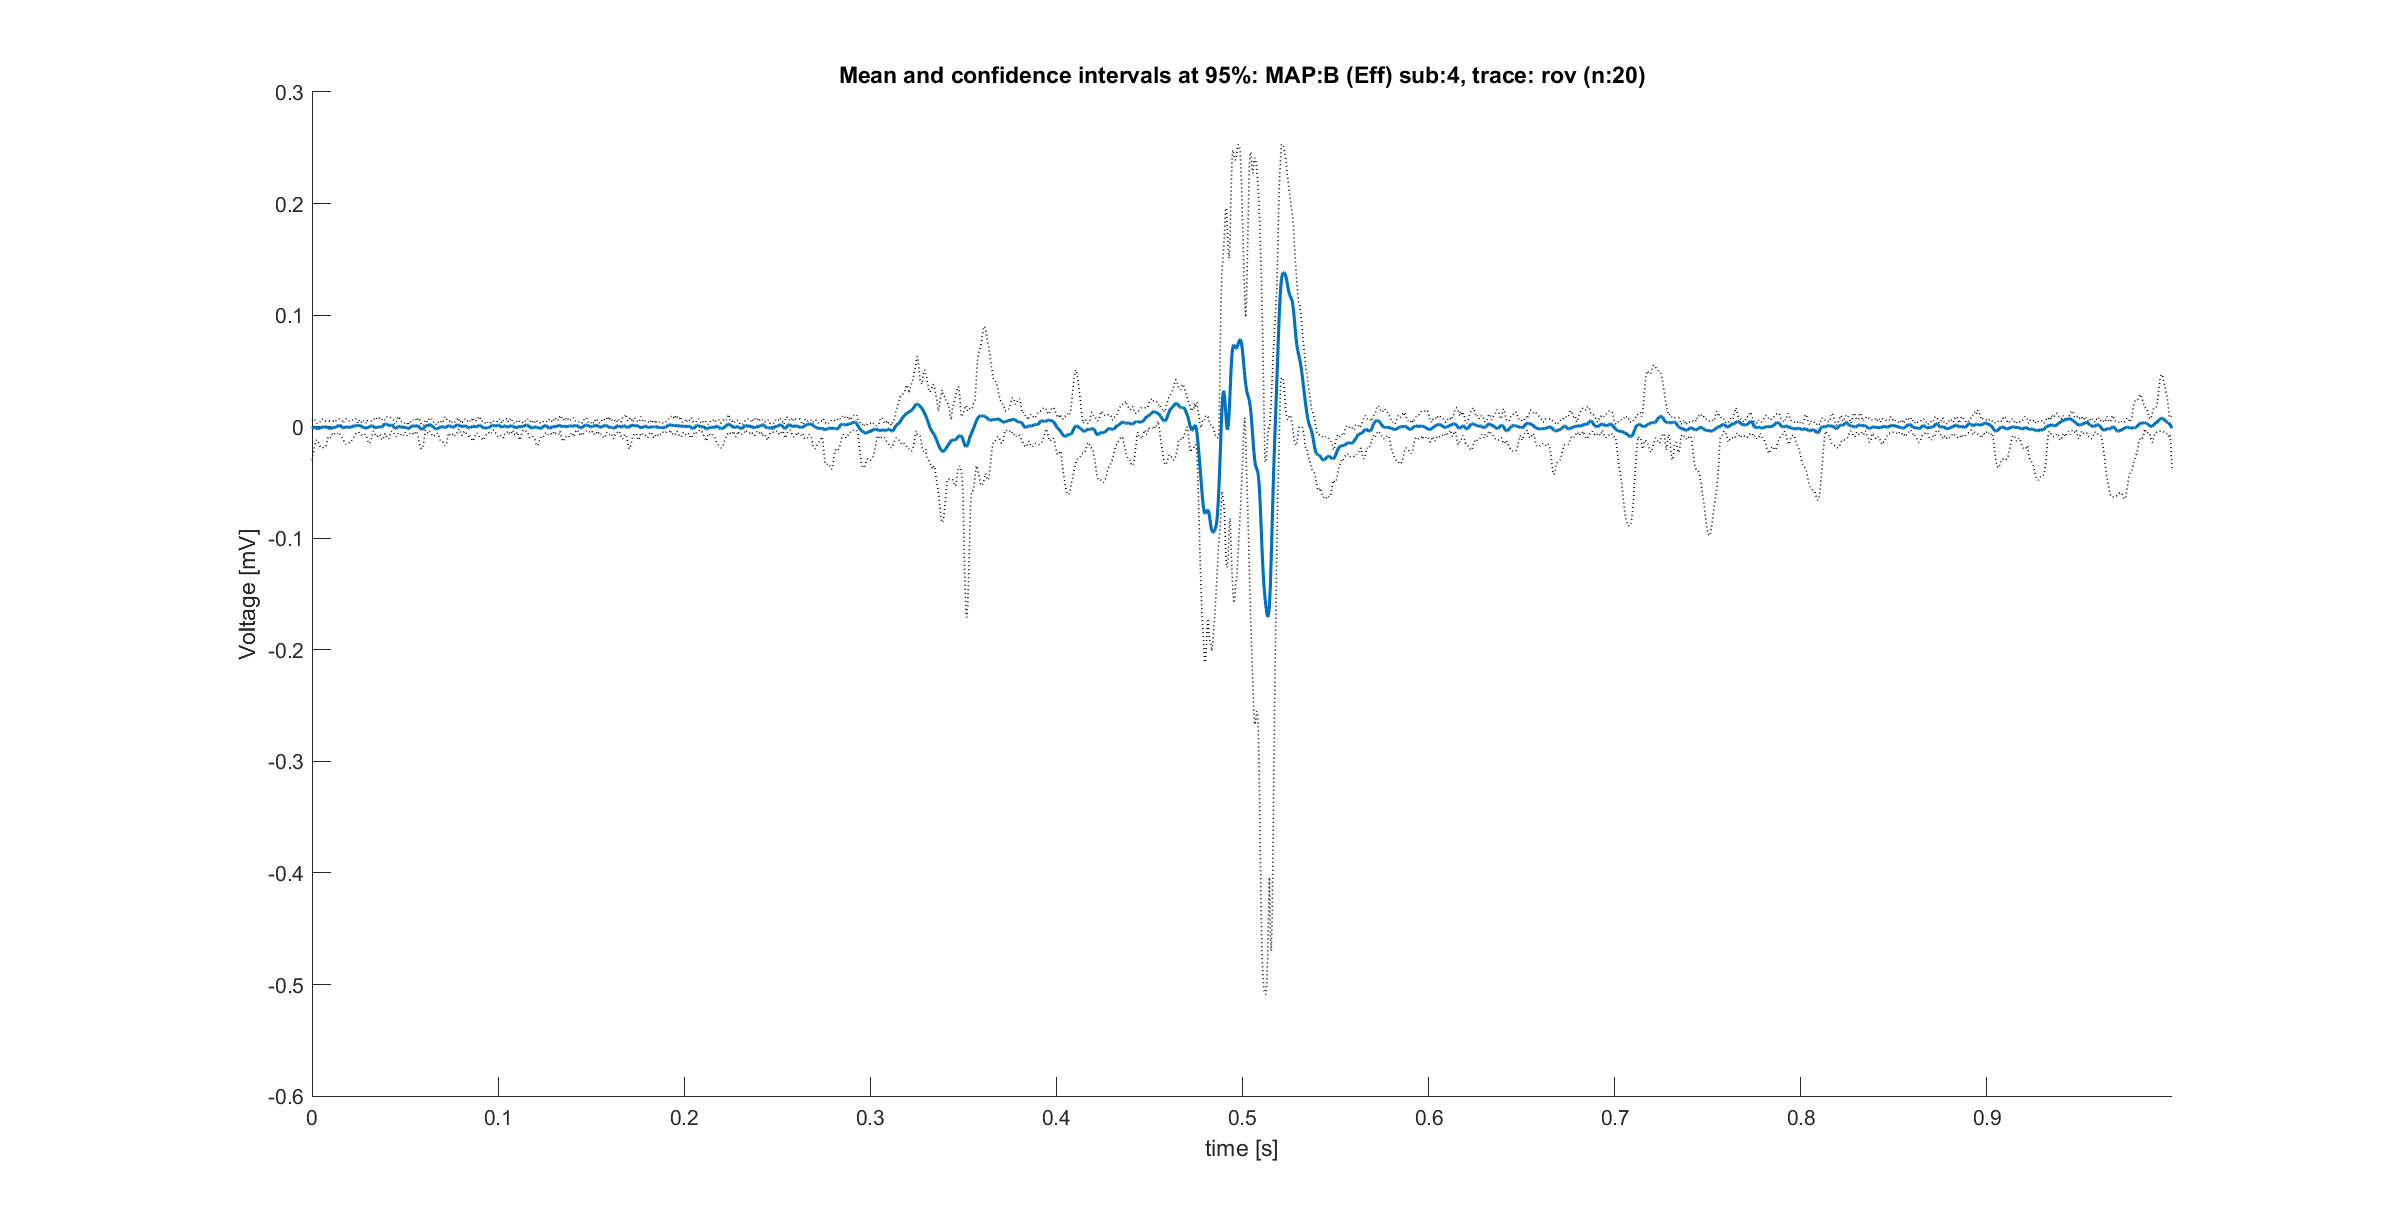 Mean and confidence intervals at 95%: MAP:B (Eff) sub:4, trace: rov (n:20)
0.3
0.2
0.1
0
-0.1
-0.2
-0.3
-0.4
-0.5
-0.6
Voltage [mV]
0 0.1 0.2 0.3 0.4 0.5 0.6 0.7 0.8 0.9
time [s]